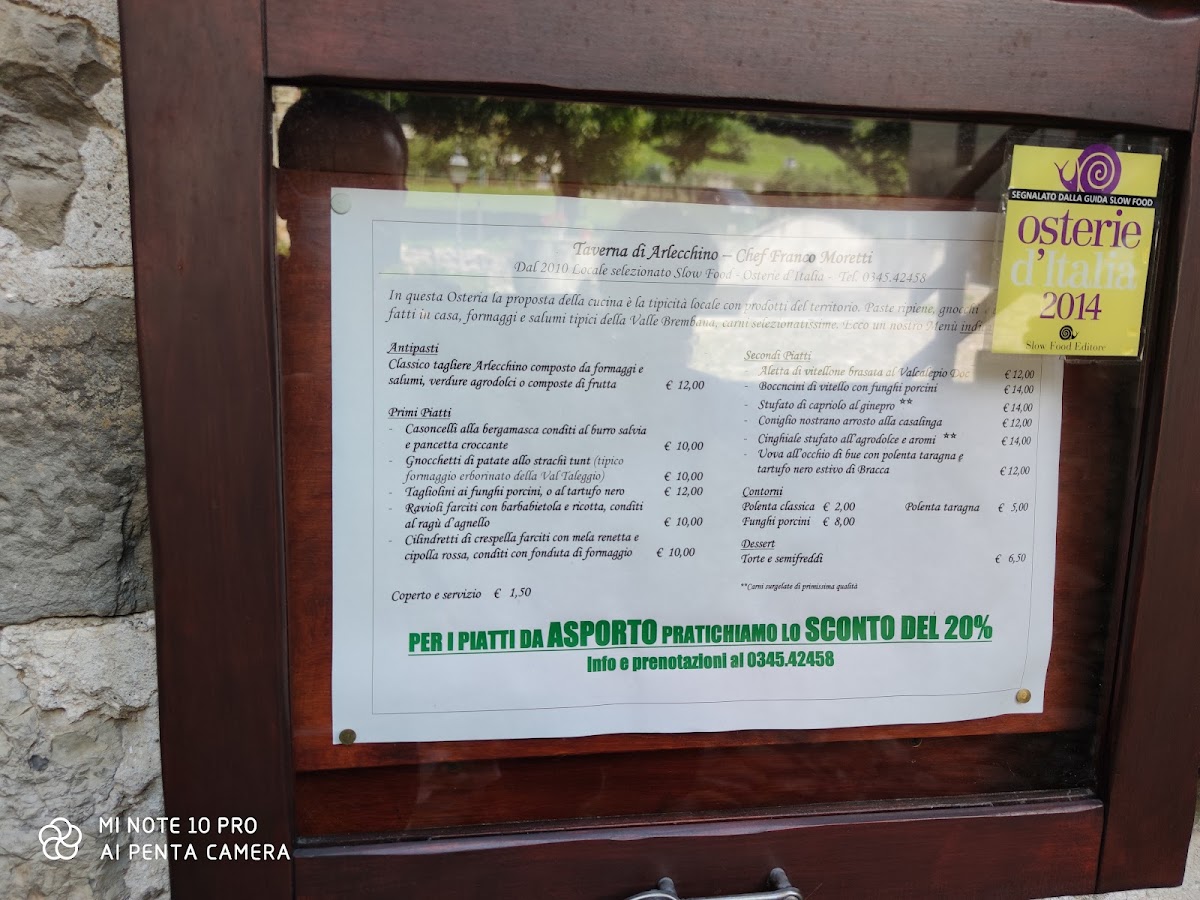 Taverna di Arlecchino – Chef Franco Moretti
Dal 2010 Locale selezionato Slow Food - Osterie d'Italia - Tel. 0345.42458
In questa Osteria la proposta della cucina è la tipicità locale con prodotti del territorio. Paste ripiene, gnocchi
fatti in casa, formaggi e salumi tipici della Valle Brembana, carni selezionatissime. Ecco un nostro Menù
Antipasti
Classico tagliere Arlecchino composto da formaggi e
salumi, verdure agrodolci o composte di frutta € 12,00
Primi Piatti
- Casoncelli alla bergamasca conditi al burro salvia
e pancetta croccante € 10,00
- Gnocchetti di patate allo strachì tunt (tipico
formaggio erborinato della Val Taleggio) € 10,00
- Tagliolini ai funghi porcini, o al tartufo nero € 12,00
- Ravioli farciti con barbabietola e ricotta, conditi
al ragù d'agnello € 10,00
- Cilindretti di crespella farciti con mela renetta e
cipolla rossa, conditi con fonduta di formaggio € 10,00
Coperto e servizio € 1,50
Secondi Piatti
- Aletta di vitellone brasata al Valcalepio Doc € 12,00
- Bocconcini di vitello con funghi porcini € 14,00
- Stufato di capriolo al ginepro ** € 14,00
- Coniglio nostrano arrosto alla casalinga € 12,00
- Cinghiale stufato all'agrodolce e aromi ** € 14,00
- Uova all'occhio di bue con polenta taragna e
tartufo nero estivo di Bracca € 12,00
Contorni
Polenta classica € 2,00 Polenta taragna € 5,00
Funghi porcini € 8,00
Dessert
Torte e semifreddi € 6,50
**Carni surgelate di primissima qualità
PER I PIATTI DA ASPORTO PRATICHIAMO LO SCONTO DEL 20%
Info e prenotazioni al 0345.42458
SEGNALATO DALLA GUIDA SLOW FOOD
osterie
d'Italia
2014
Slow Food Editore
MI NOTE 10 PRO
AI PENTA CAMERA